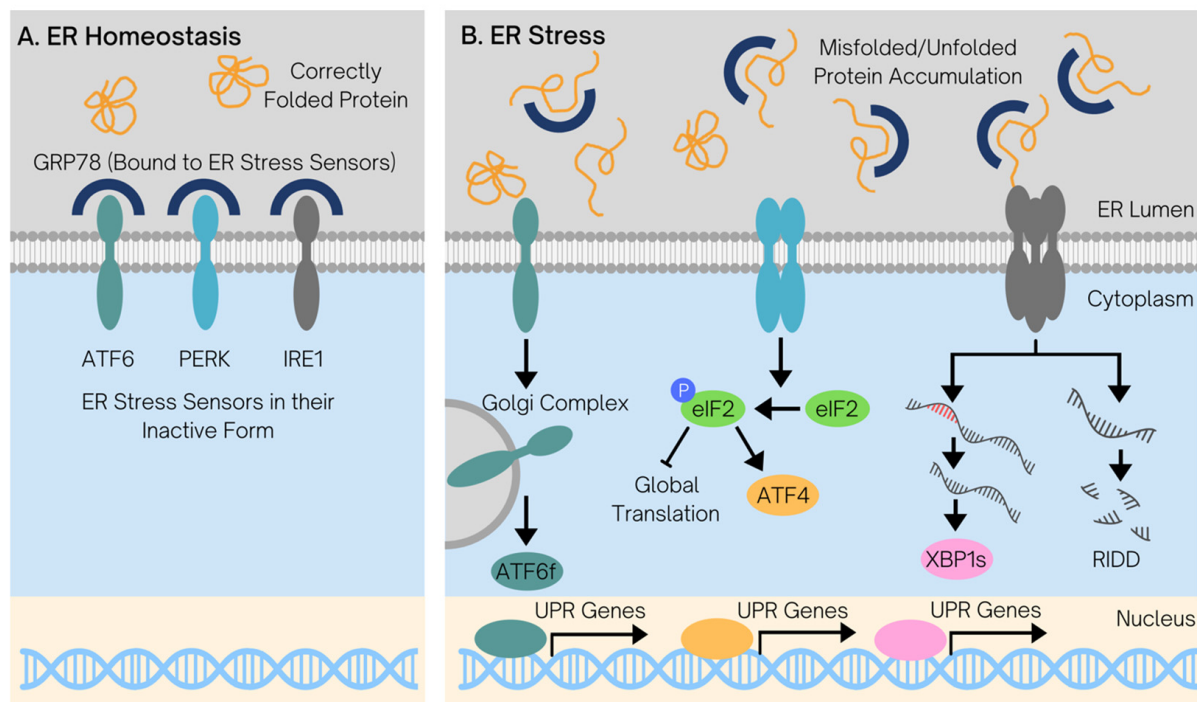 A. ER Homeostasis
Correctly
Folded Protein
GRP78 (Bound to ER Stress Sensors)
ATF6
PERK
IRE1
ER Stress Sensors in their
Inactive Form
B. ER Stress
Misfolded/Unfolded
Protein Accumulation
ER Lumen
Cytoplasm
Golgi Complex
P
eIF2
eIF2
Global
Translation
ATF4
ATF6f
XBP1s
RIDD
UPR Genes
UPR Genes
UPR Genes
Nucleus